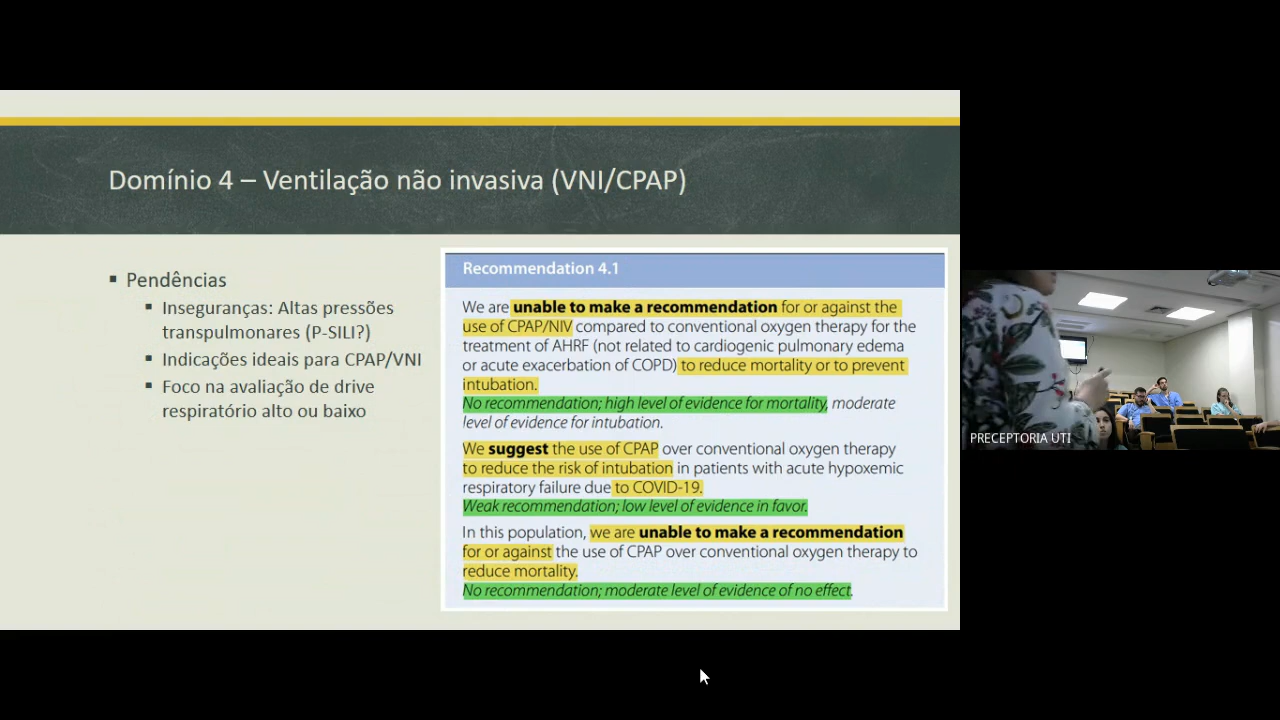 Domínio 4 – Ventilação não invasiva (VNI/CPAP)
Pendências
Inseguranças: Altas pressões
transpulmonares (P-SILI?)
Indicações ideais para CPAP/VNI
Foco na avaliação de drive
respiratório alto ou baixo
Recommendation 4.1
We are unable to make a recommendation for or against the
use of CPAP/NIV compared to conventional oxygen therapy for the
treatment of AHRF (not related to cardiogenic pulmonary edema
or acute exacerbation of COPD) to reduce mortality or to prevent
intubation.
No recommendation; high level of evidence for mortality, moderate
level of evidence for intubation.
We suggest the use of CPAP over conventional oxygen therapy
to reduce the risk of intubation in patients with acute hypoxemic
respiratory failure due to COVID-19.
Weak recommendation; low level of evidence in favor.
In this population, we are unable to make a recommendation
for or against the use of CPAP over conventional oxygen therapy to
reduce mortality.
No recommendation; moderate level of evidence of no effect.
PRECEPTORIA UTI